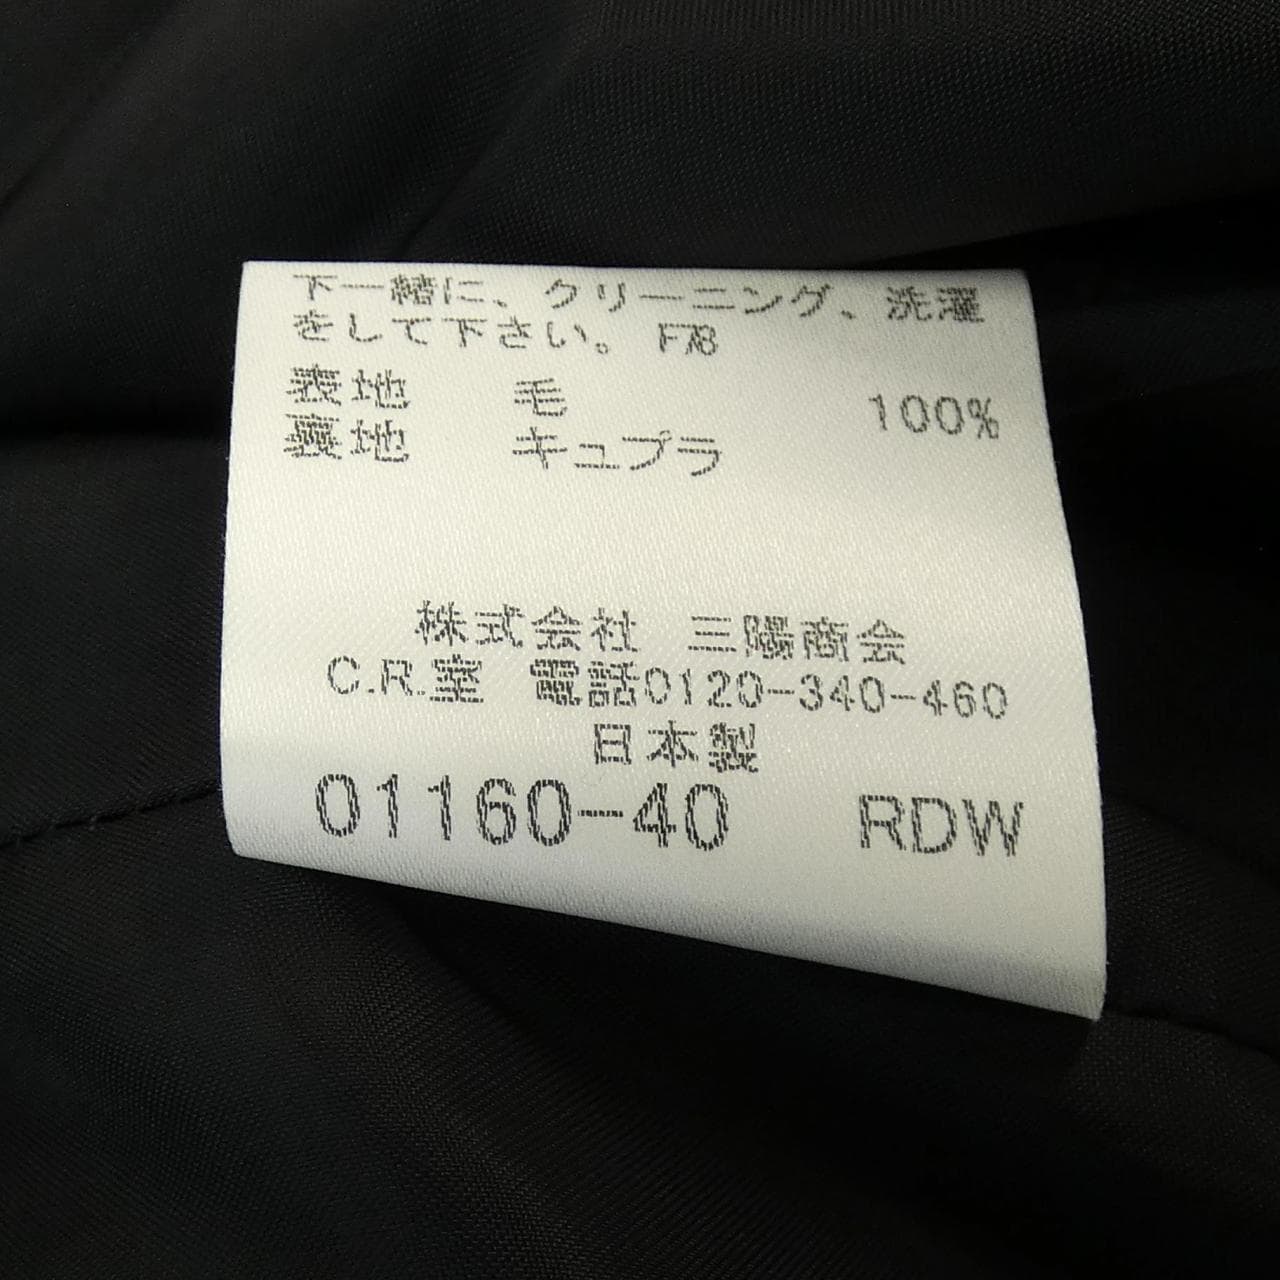 下一緒に、クリーニング、洗濯
をして下さい。 F78
表地 毛 100%
裏地 キュプラ
株式会社 三陽商会
C.R.室 電話0120-340-460
日本製
01160-40 RDW